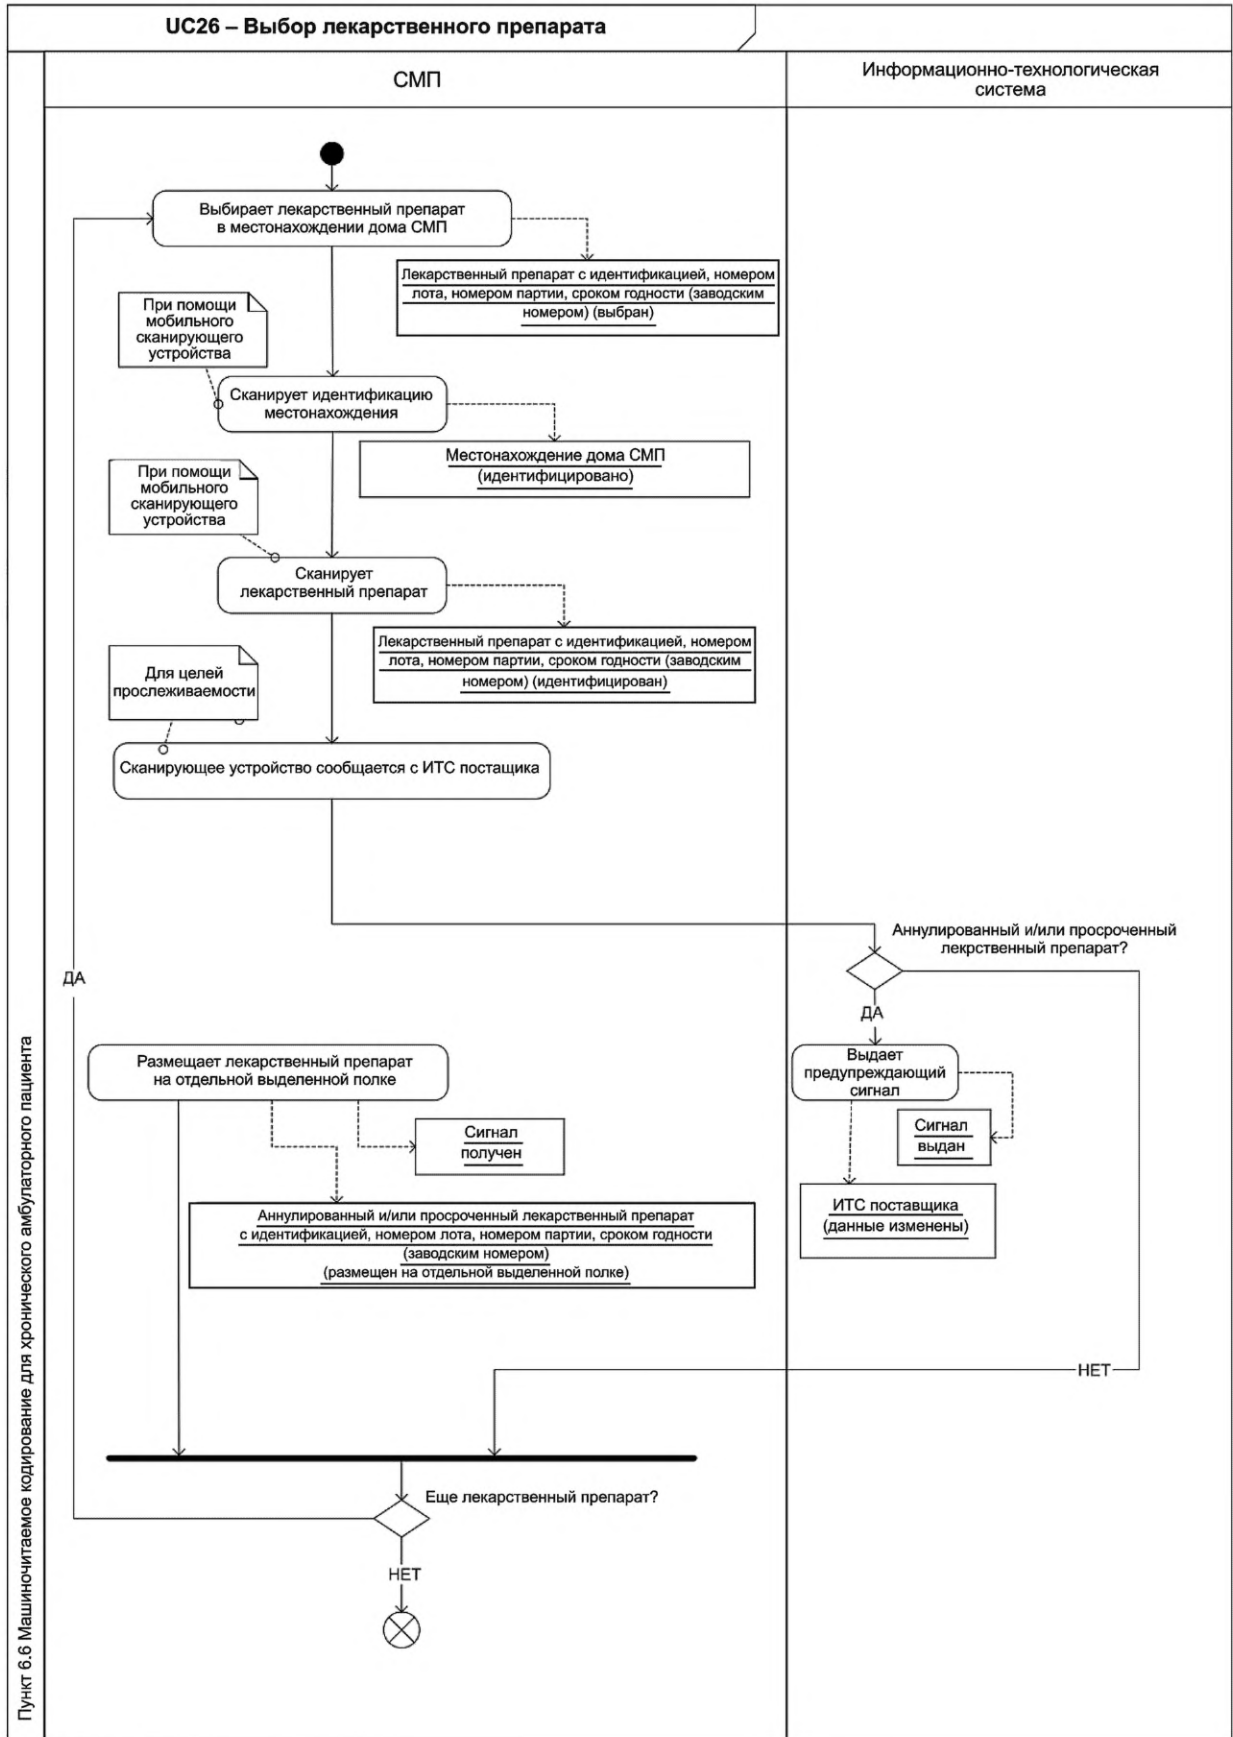 UC26 – Выбор лекарственного препарата
СМП
Информационно-технологическая
система
Выбирает лекарственный препарат
в местонахождении дома СМП
Лекарственный препарат с идентификацией, номером
лота, номером партии, сроком годности (заводским
номером) (выбран)
При помощи
мобильного
сканирующего
устройства
Сканирует идентификацию
местонахождения
Местонахождение дома СМП
(идентифицировано)
При помощи
мобильного
сканирующего
устройства
Сканирует
лекарственный препарат
Лекарственный препарат с идентификацией, номером
лота, номером партии, сроком годности (заводским
номером) (идентифицирован)
Для целей
прослеживаемости
Сканирующее устройство сообщается с ИТС постащика
Аннулированный и/или просроченный
лекрственный препарат?
ДА
ДА
Размещает лекарственный препарат
на отдельной выделенной полке
Выдает
предупреждающий
сигнал
Сигнал
получен
Сигнал
выдан
Аннулированный и/или просроченный лекарственный препарат
с идентификацией, номером лота, номером партии, сроком годности
(заводским номером)
(размещен на отдельной выделенной полке)
ИТС поставщика
(данные изменены)
НЕТ
Еще лекарственный препарат?
НЕТ
Пункт 6.6 Машиночитаемое кодирование для хронического амбулаторного пациента